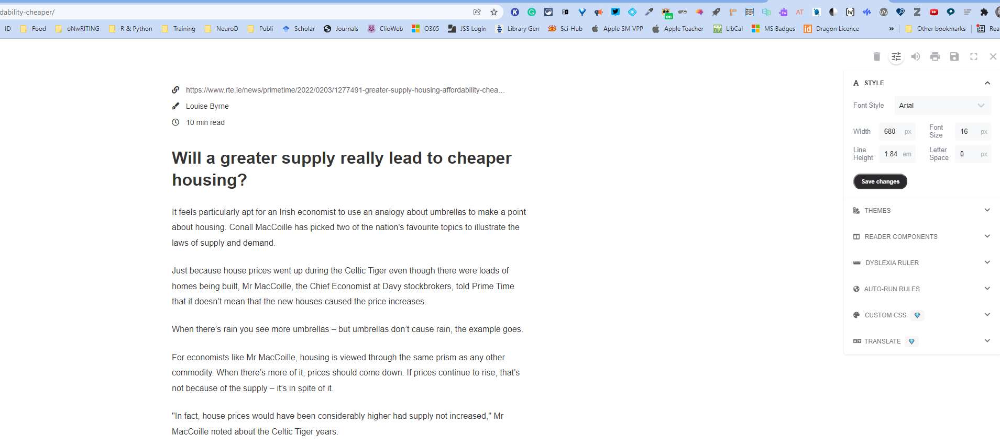 dability-cheaper/
on
AT
[h/]
ID Food oNwRITING R & Python Training NeuroD Publi Scholar Journals ClioWeb O365 JSS Login Library Gen Sci-Hub Apple SM VPP Apple Teacher LibCal MS Badges Dragon Licence » Other bookmarks Rea
https://www.rte.ie/news/primetime/2022/0203/1277491-greater-supply-housing-affordability-chea…
Louise Byrne
10 min read
Will a greater supply really lead to cheaper
housing?
It feels particularly apt for an Irish economist to use an analogy about umbrellas to make a point
about housing. Conall MacCoille has picked two of the nation's favourite topics to illustrate the
laws of supply and demand.
Just because house prices went up during the Celtic Tiger even though there were loads of
homes being built, Mr MacCoille, the Chief Economist at Davy stockbrokers, told Prime Time
that it doesn’t mean that the new houses caused the price increases.
When there’s rain you see more umbrellas – but umbrellas don’t cause rain, the example goes.
For economists like Mr MacCoille, housing is viewed through the same prism as any other
commodity. When there’s more of it, prices should come down. If prices continue to rise, that’s
not because of the supply – it’s in spite of it.
"In fact, house prices would have been considerably higher had supply not increased," Mr
MacCoille noted about the Celtic Tiger years.
A STYLE
Font Style Arial
Width 680 px Font Size 16 px
Line Height 1.84 em Letter Space 0 px
Save changes
THEMES
READER COMPONENTS
DYSLEXIA RULER
AUTO-RUN RULES
CUSTOM CSS
TRANSLATE